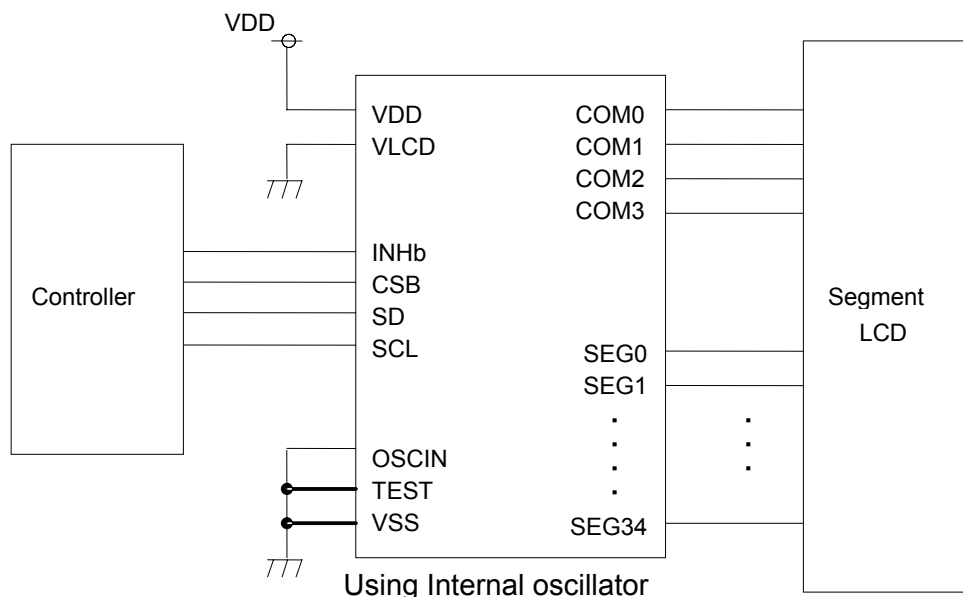 VDD
VDD
VLCD
INHb
CSB
SD
SCL
OSCIN
TEST
VSS
COM0
COM1
COM2
COM3
SEG0
SEG1
SEG34
Controller
Segment
LCD
Using Internal oscillator